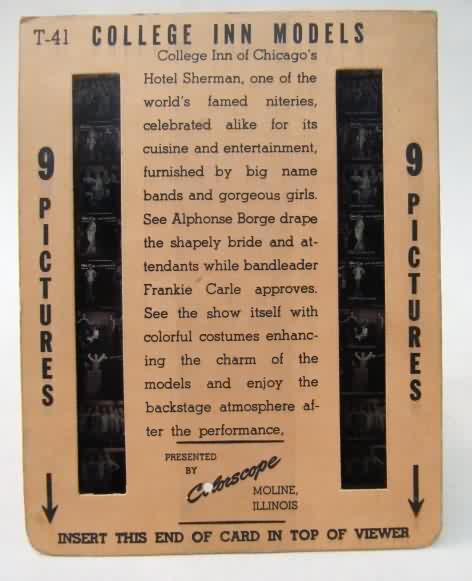 T-41 COLLEGE INN MODELS
College Inn of Chicago's
Hotel Sherman, one of the
world's famed niteries,
celebrated alike for its
cuisine and entertainment,
furnished by big name
bands and gorgeous girls.
See Alphonse Borge drape
the shapely bride and at-
tendants while bandleader
Frankie Carle approves.
See the show itself with
colorful costumes enhanc-
ing the charm of the
models and enjoy the
backstage atmosphere af-
ter the performance,
9 PICTURES
9 PICTURES
PRESENTED
BY
Colorscope
MOLINE,
ILLINOIS
INSERT THIS END OF CARD IN TOP OF VIEWER